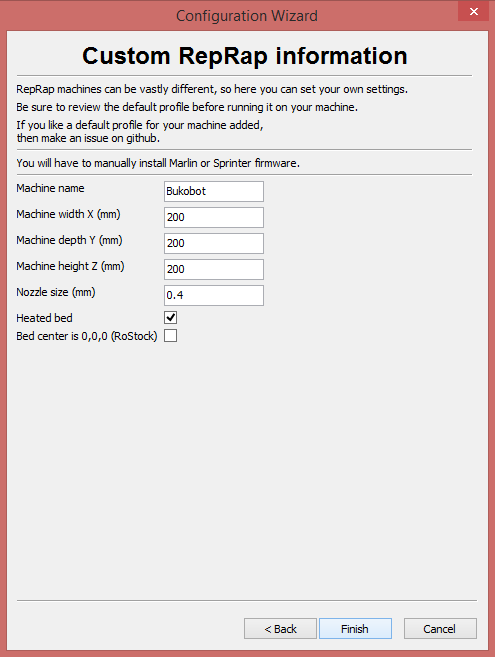 Configuration Wizard
Custom RepRap information
RepRap machines can be vastly different, so here you can set your own settings.
Be sure to review the default profile before running it on your machine.
If you like a default profile for your machine added,
then make an issue on github.
You will have to manually install Marlin or Sprinter firmware.
Machine name Bukobot
Machine width X (mm) 200
Machine depth Y (mm) 200
Machine height Z (mm) 200
Nozzle size (mm) 0.4
Heated bed
Bed center is 0,0,0 (RoStock)
< Back Finish Cancel